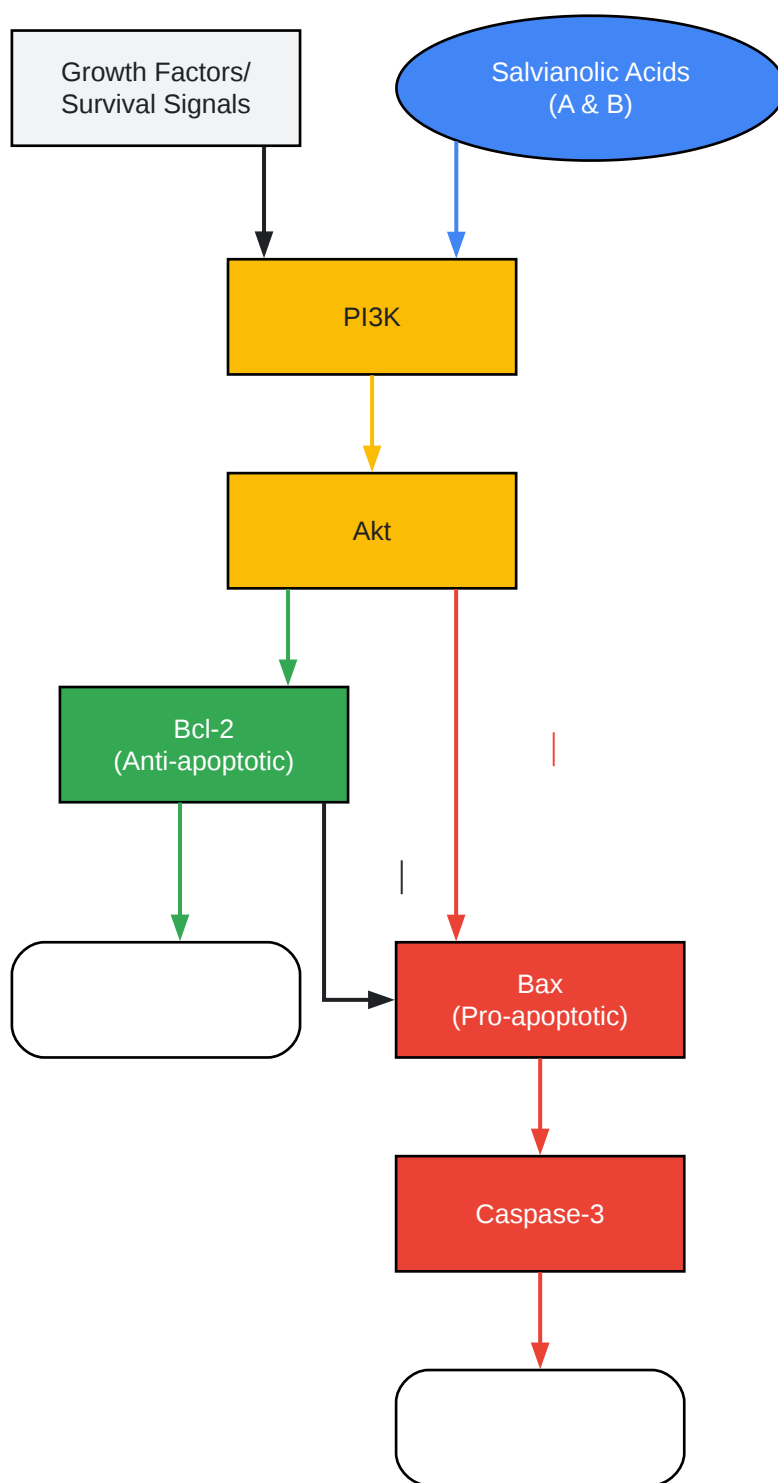 Growth Factors/
Survival Signals
Salvianolic Acids
(A & B)
PI3K
Akt
Bcl-2
(Anti-apoptotic)
|
|
Bax
(Pro-apoptotic)
Caspase-3